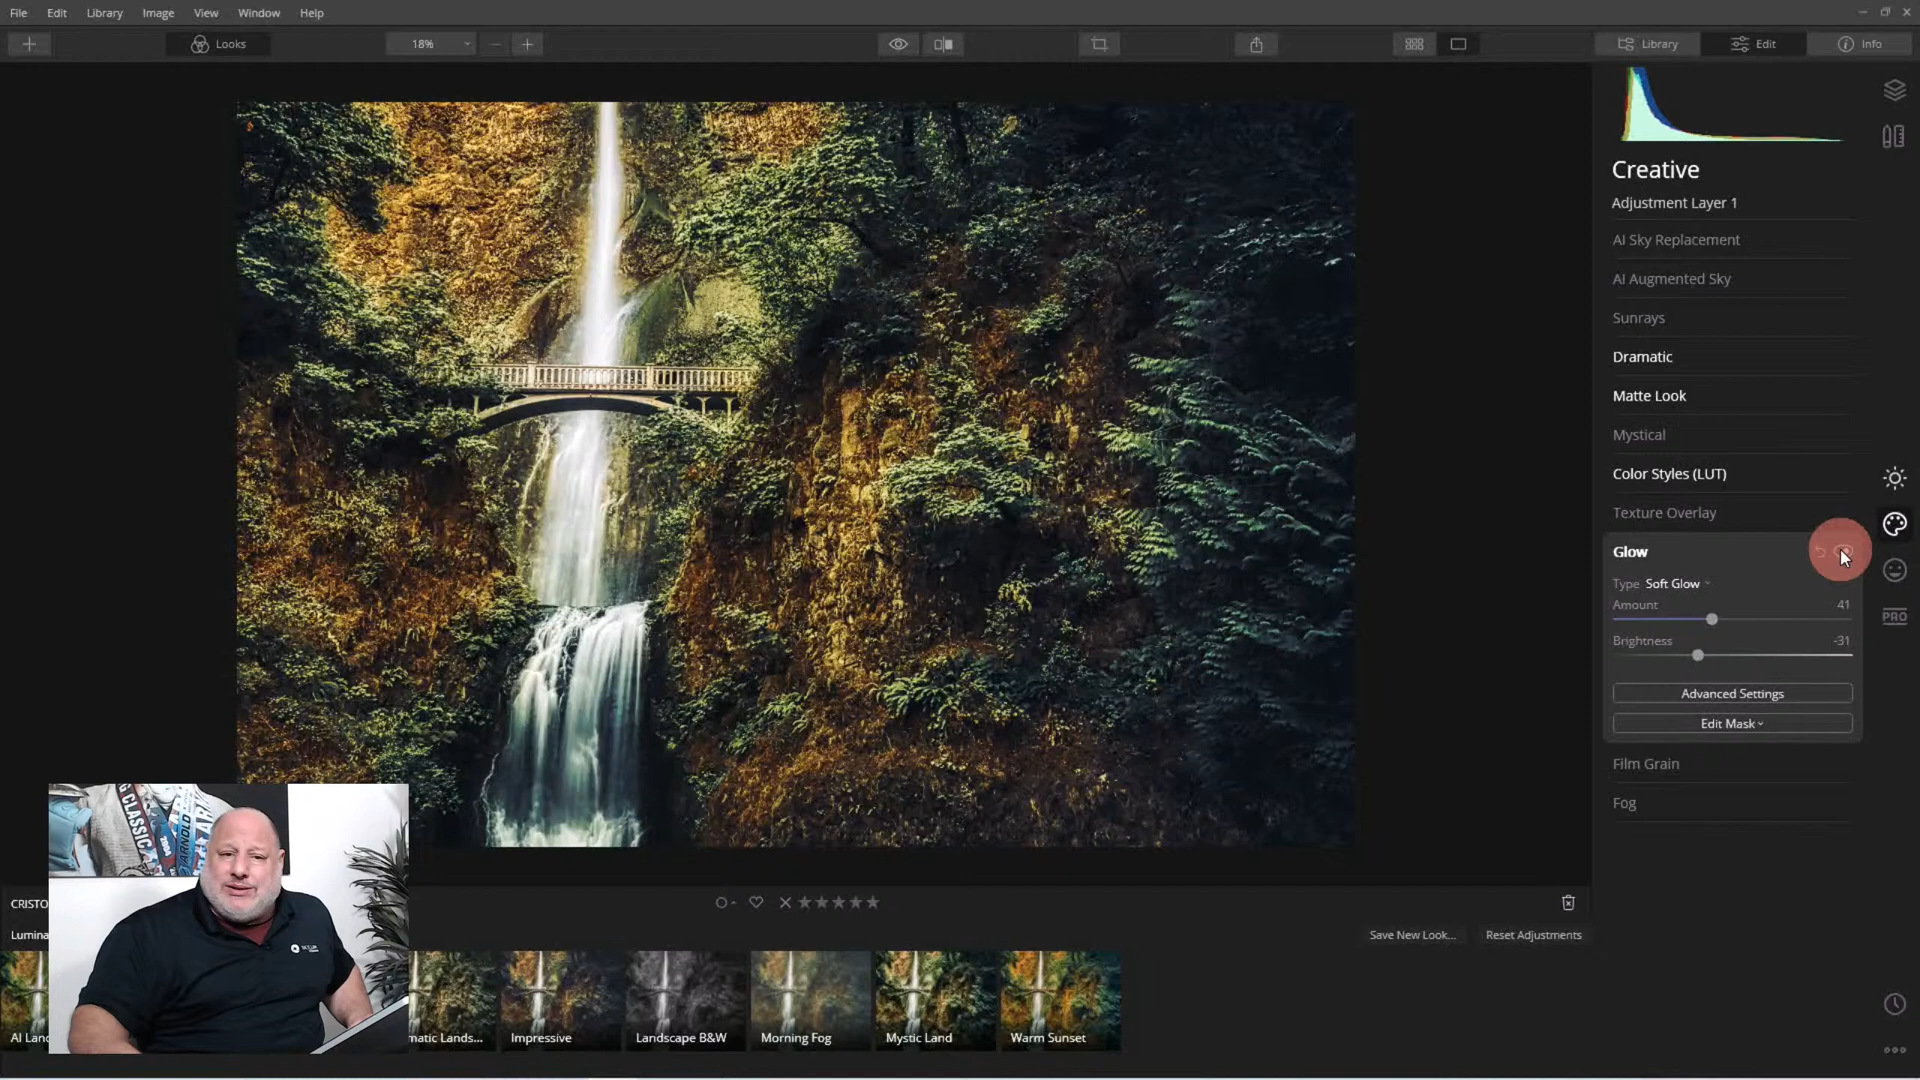 File Edit Library Image View Window Help
Looks 18% Library Edit Info
Creative
Adjustment Layer 1
AI Sky Replacement
AI Augmented Sky
Sunrays
Dramatic
Matte Look
Mystical
Color Styles (LUT)
Texture Overlay
Glow
Type Soft Glow
Amount 41
Brightness -31
Advanced Settings
Edit Mask
Film Grain
Fog
PRO
G CLASSIC
1994
ARNOLD
CRISTO
Lumina
Save New Look... Reset Adjustments
AI Lan
matic Lands...
Impressive
Landscape B&W
Morning Fog
Mystic Land
Warm Sunset